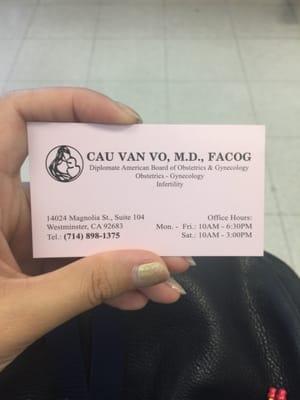 CAU VAN VO, M.D., FACOG
Diplomate American Board of Obstetrics & Gynecology
Obstetrics - Gynecology
Infertility
14024 Magnolia St., Suite 104
Westminster, CA 92683
Tel.: (714) 898-1375
Office Hours:
Mon. - Fri.: 10AM - 6:30PM
Sat.: 10AM - 3:00PM